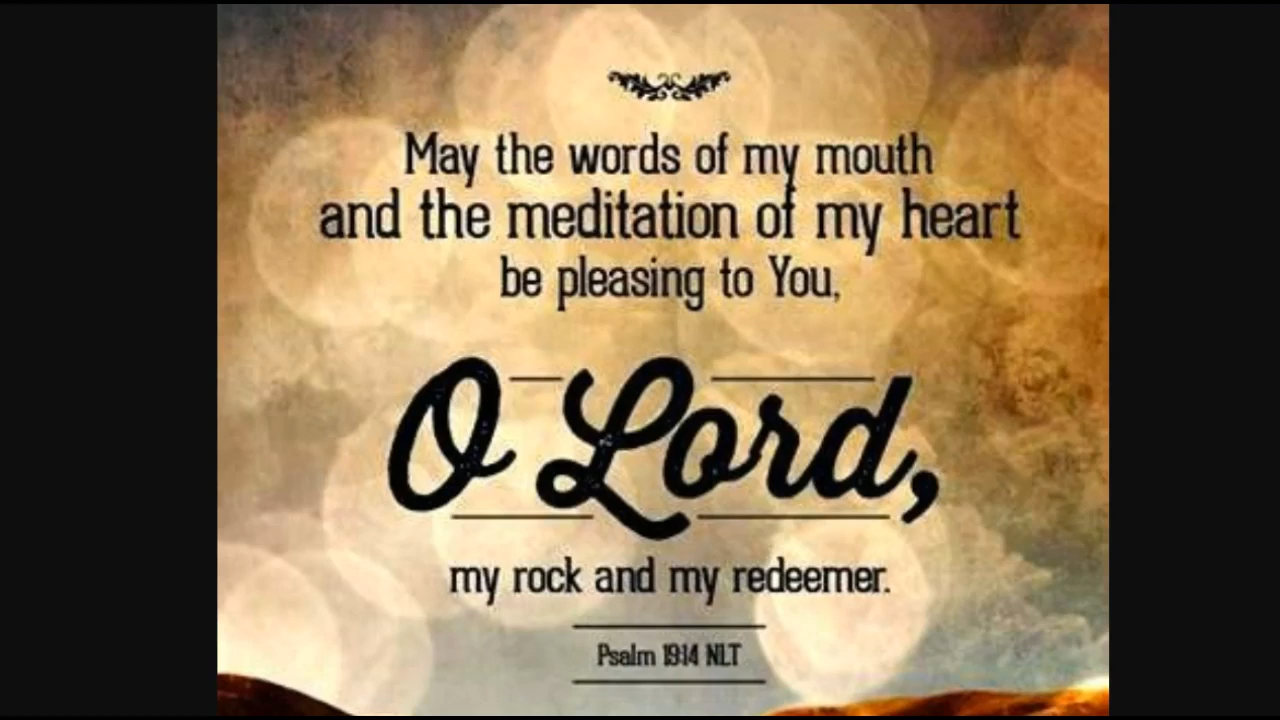 May the words of my mouth
and the meditation of my heart
be pleasing to You,
O Lord,
my rock and my redeemer.
Psalm 19:14 NLT